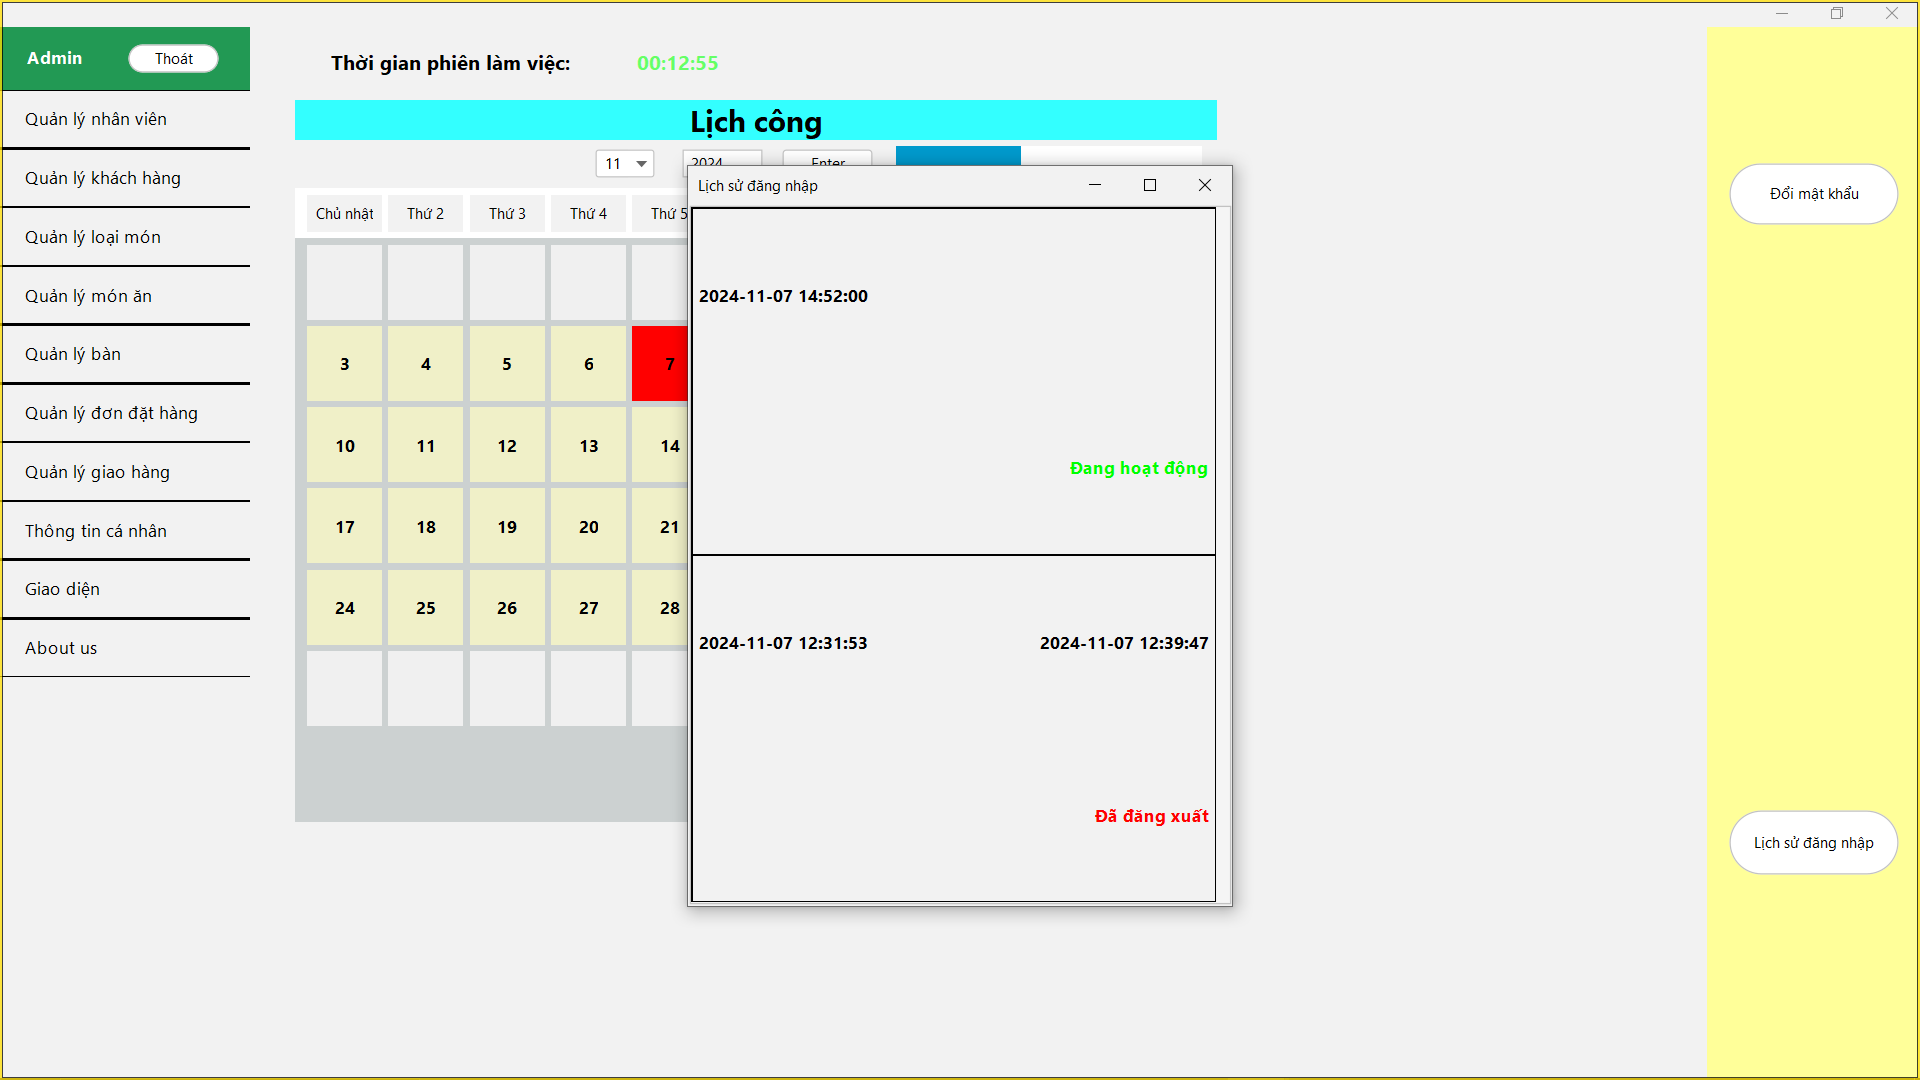 Admin
Thoát
Quản lý nhân viên
Quản lý khách hàng
Quản lý loại món
Quản lý món ăn
Quản lý bàn
Quản lý đơn đặt hàng
Quản lý giao hàng
Thông tin cá nhân
Giao diện
About us
Thời gian phiên làm việc: 00:12:55
Lịch công
11 2024 Enter
Chủ nhật Thứ 2 Thứ 3 Thứ 4 Thứ 5
3 4 5 6 7
10 11 12 13 14
17 18 19 20 21
24 25 26 27 28
Lịch sử đăng nhập
2024-11-07 14:52:00
Đang hoạt động
2024-11-07 12:31:53 2024-11-07 12:39:47
Đã đăng xuất
Đổi mật khẩu
Lịch sử đăng nhập